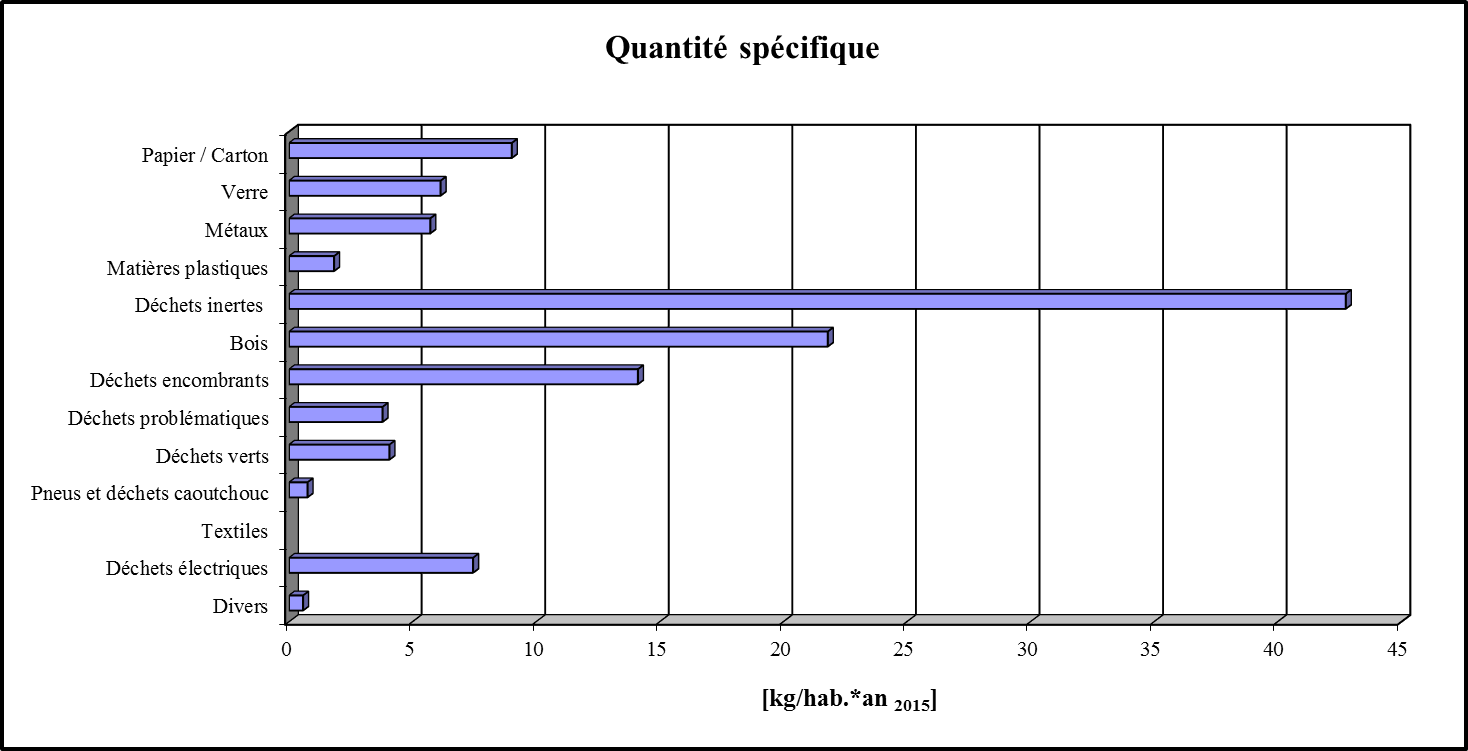 Quantité spécifique
Papier / Carton
Verre
Métaux
Matières plastiques
Déchets inertes
Bois
Déchets encombrants
Déchets problématiques
Déchets verts
Pneus et déchets caoutchouc
Textiles
Déchets électriques
Divers
0 5 10 15 20 25 30 35 40 45
[kg/hab.*an 2015]